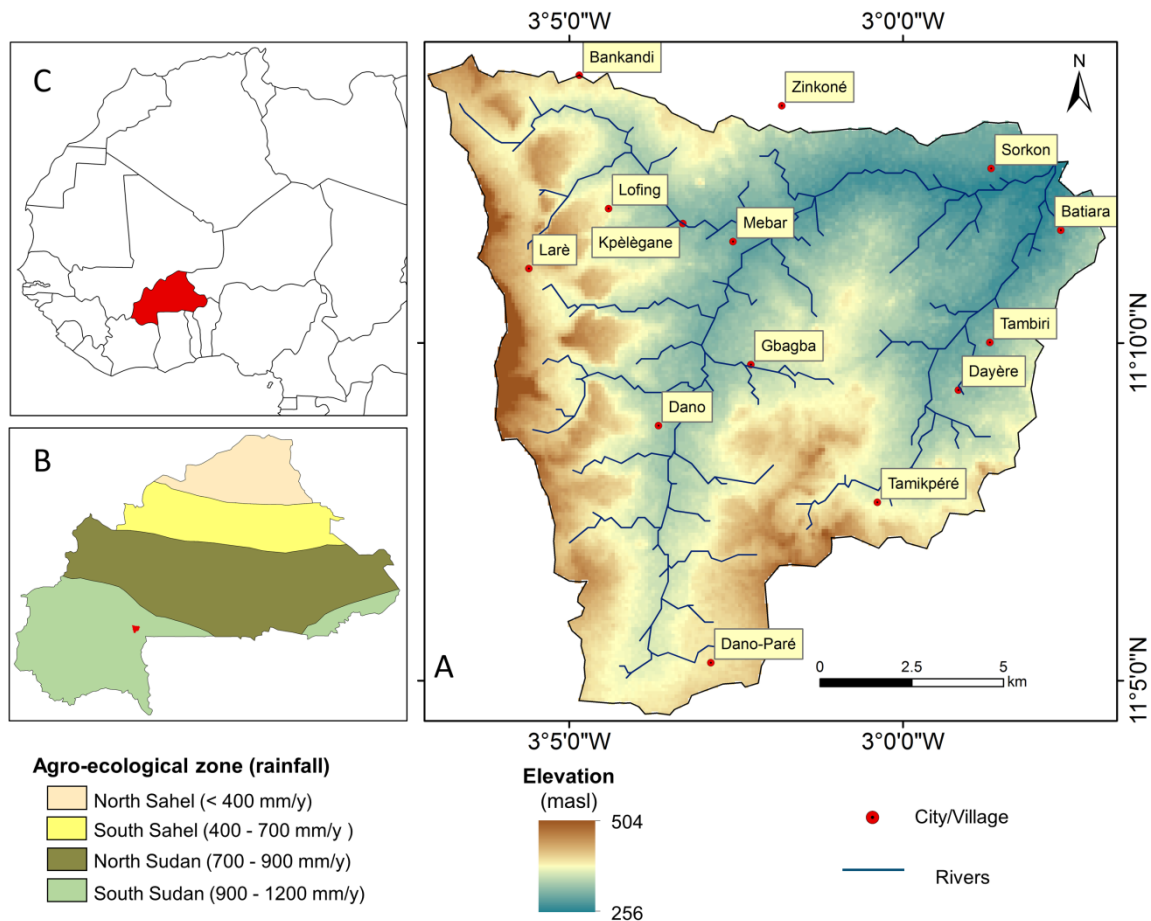 C
B
3°5'0"W
3°0'0"W
Bankandi
Zinkoné
N
Sorkon
Lofing
Batiara
Kpèlègane
Mebar
Larè
Tambiri
11°10'0"N
Gbagba
Dayère
Dano
Tamikpéré
Dano-Paré
A
0
2.5
5
km
11°5'0"N
3°5'0"W
3°0'0"W
Agro-ecological zone (rainfall)
North Sahel (< 400 mm/y)
South Sahel (400 - 700 mm/y )
North Sudan (700 - 900 mm/y)
South Sudan (900 - 1200 mm/y)
Elevation
(masl)
504
256
City/Village
Rivers